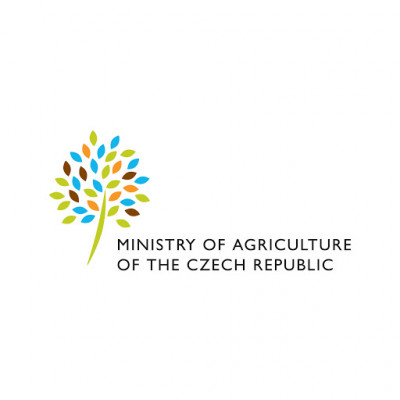 MINISTRY OF AGRICULTURE
OF THE CZECH REPUBLIC